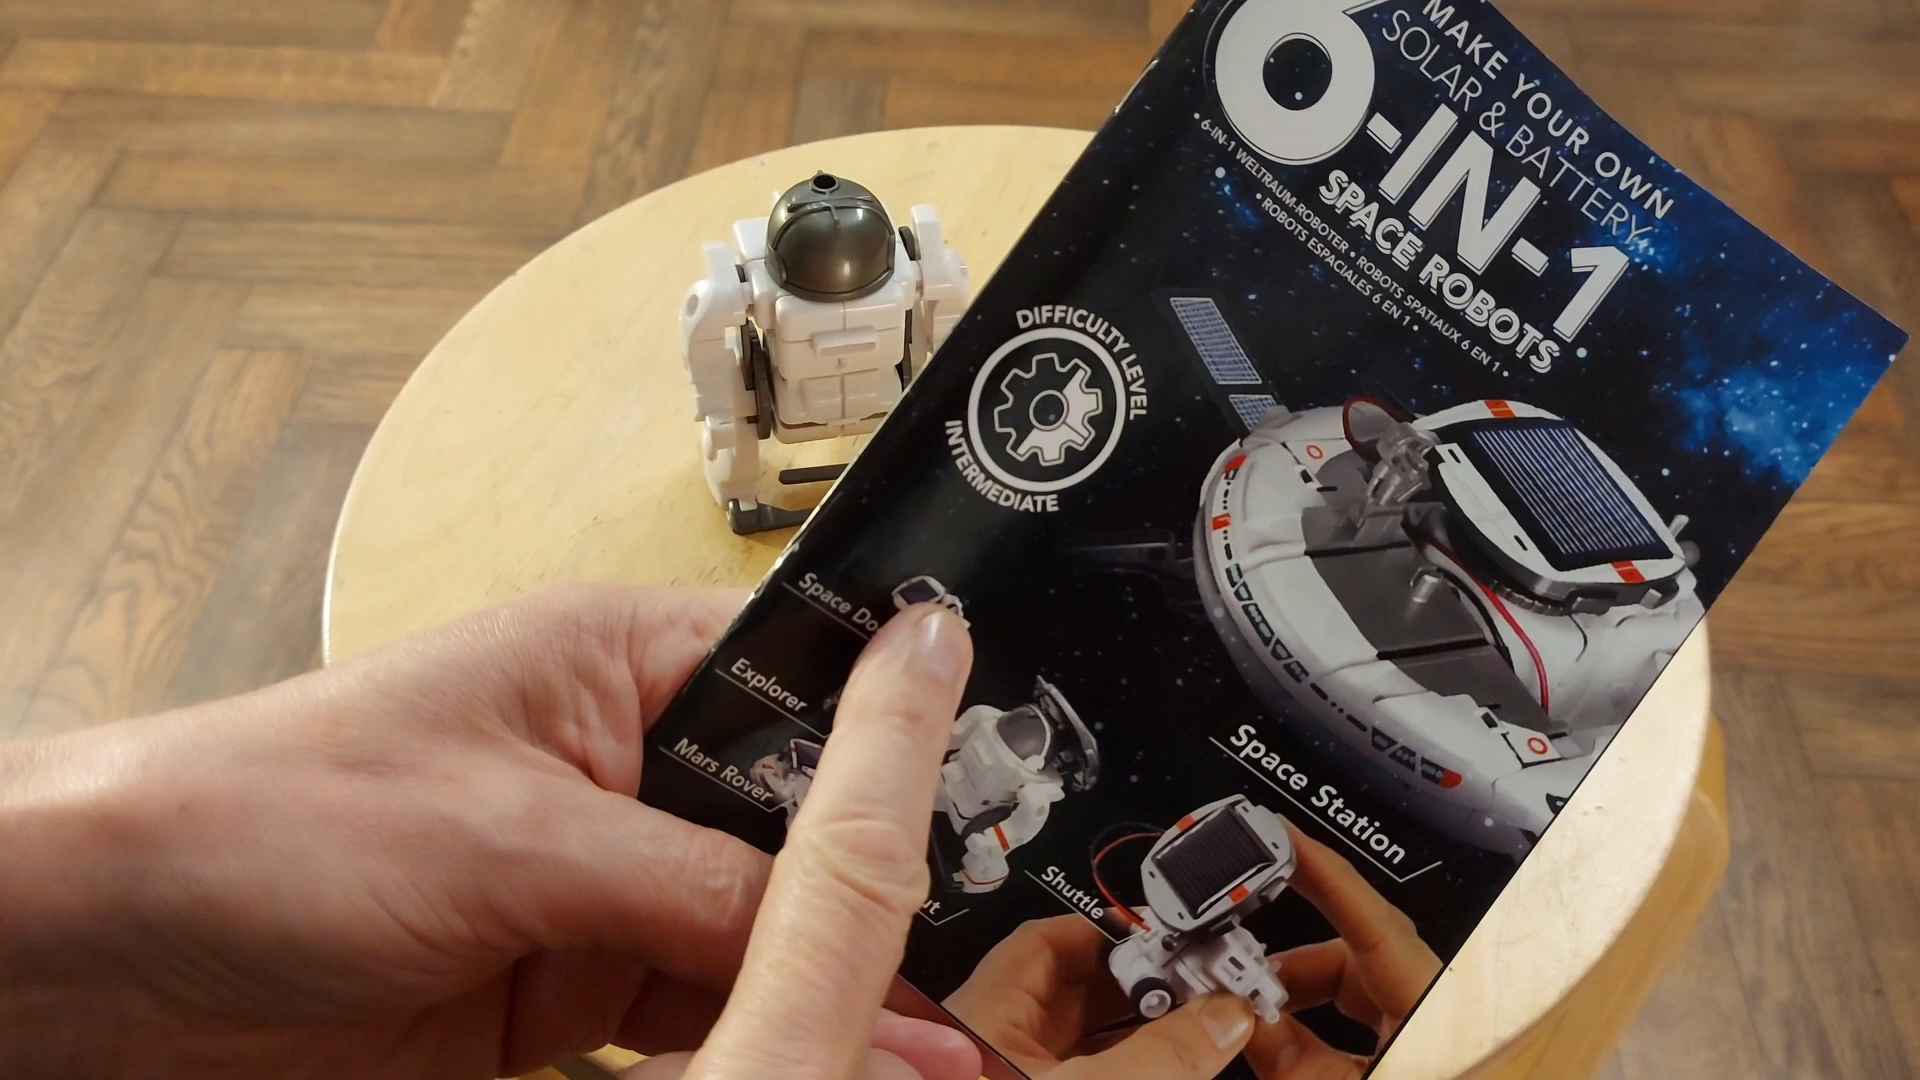 MAKE YOUR OWN
SOLAR & BATTERY
6-IN-1
SPACE ROBOTS
• 6-IN-1 WELTRAUM-ROBOTER • ROBOTS SPATIAUX 6 EN 1 •
• ROBOTS ESPACIALES 6 EN 1 •
DIFFICULTY LEVEL
INTERMEDIATE
Space
Explorer
Mars Rover
Space Station
Shuttle